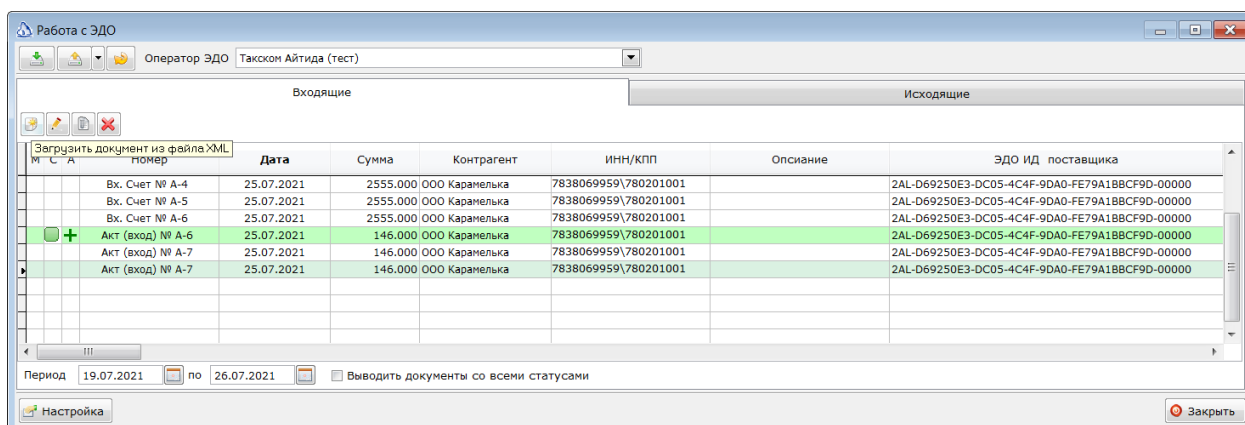 Работа с ЭДО
Оператор ЭДО Такском Айтида (тест)
Входящие Исходящие
Загрузить документ из файла XML
М С А Номер Дата Сумма Контрагент ИНН/КПП Опсиание ЭДО ИД поставщика
Вх. Счет № А-4 25.07.2021 2555.000 ООО Карамелька 7838069959\780201001 2AL-D69250E3-DC05-4C4F-9DA0-FE79A1BBCF9D-00000
Вх. Счет № А-5 25.07.2021 2555.000 ООО Карамелька 7838069959\780201001 2AL-D69250E3-DC05-4C4F-9DA0-FE79A1BBCF9D-00000
Вх. Счет № А-6 25.07.2021 2555.000 ООО Карамелька 7838069959\780201001 2AL-D69250E3-DC05-4C4F-9DA0-FE79A1BBCF9D-00000
Акт (вход) № А-6 25.07.2021 146.000 ООО Карамелька 7838069959\780201001 2AL-D69250E3-DC05-4C4F-9DA0-FE79A1BBCF9D-00000
Акт (вход) № А-7 25.07.2021 146.000 ООО Карамелька 7838069959\780201001 2AL-D69250E3-DC05-4C4F-9DA0-FE79A1BBCF9D-00000
Акт (вход) № А-7 25.07.2021 146.000 ООО Карамелька 7838069959\780201001 2AL-D69250E3-DC05-4C4F-9DA0-FE79A1BBCF9D-00000
Период 19.07.2021 по 26.07.2021 Выводить документы со всеми статусами
Настройка Закрыть